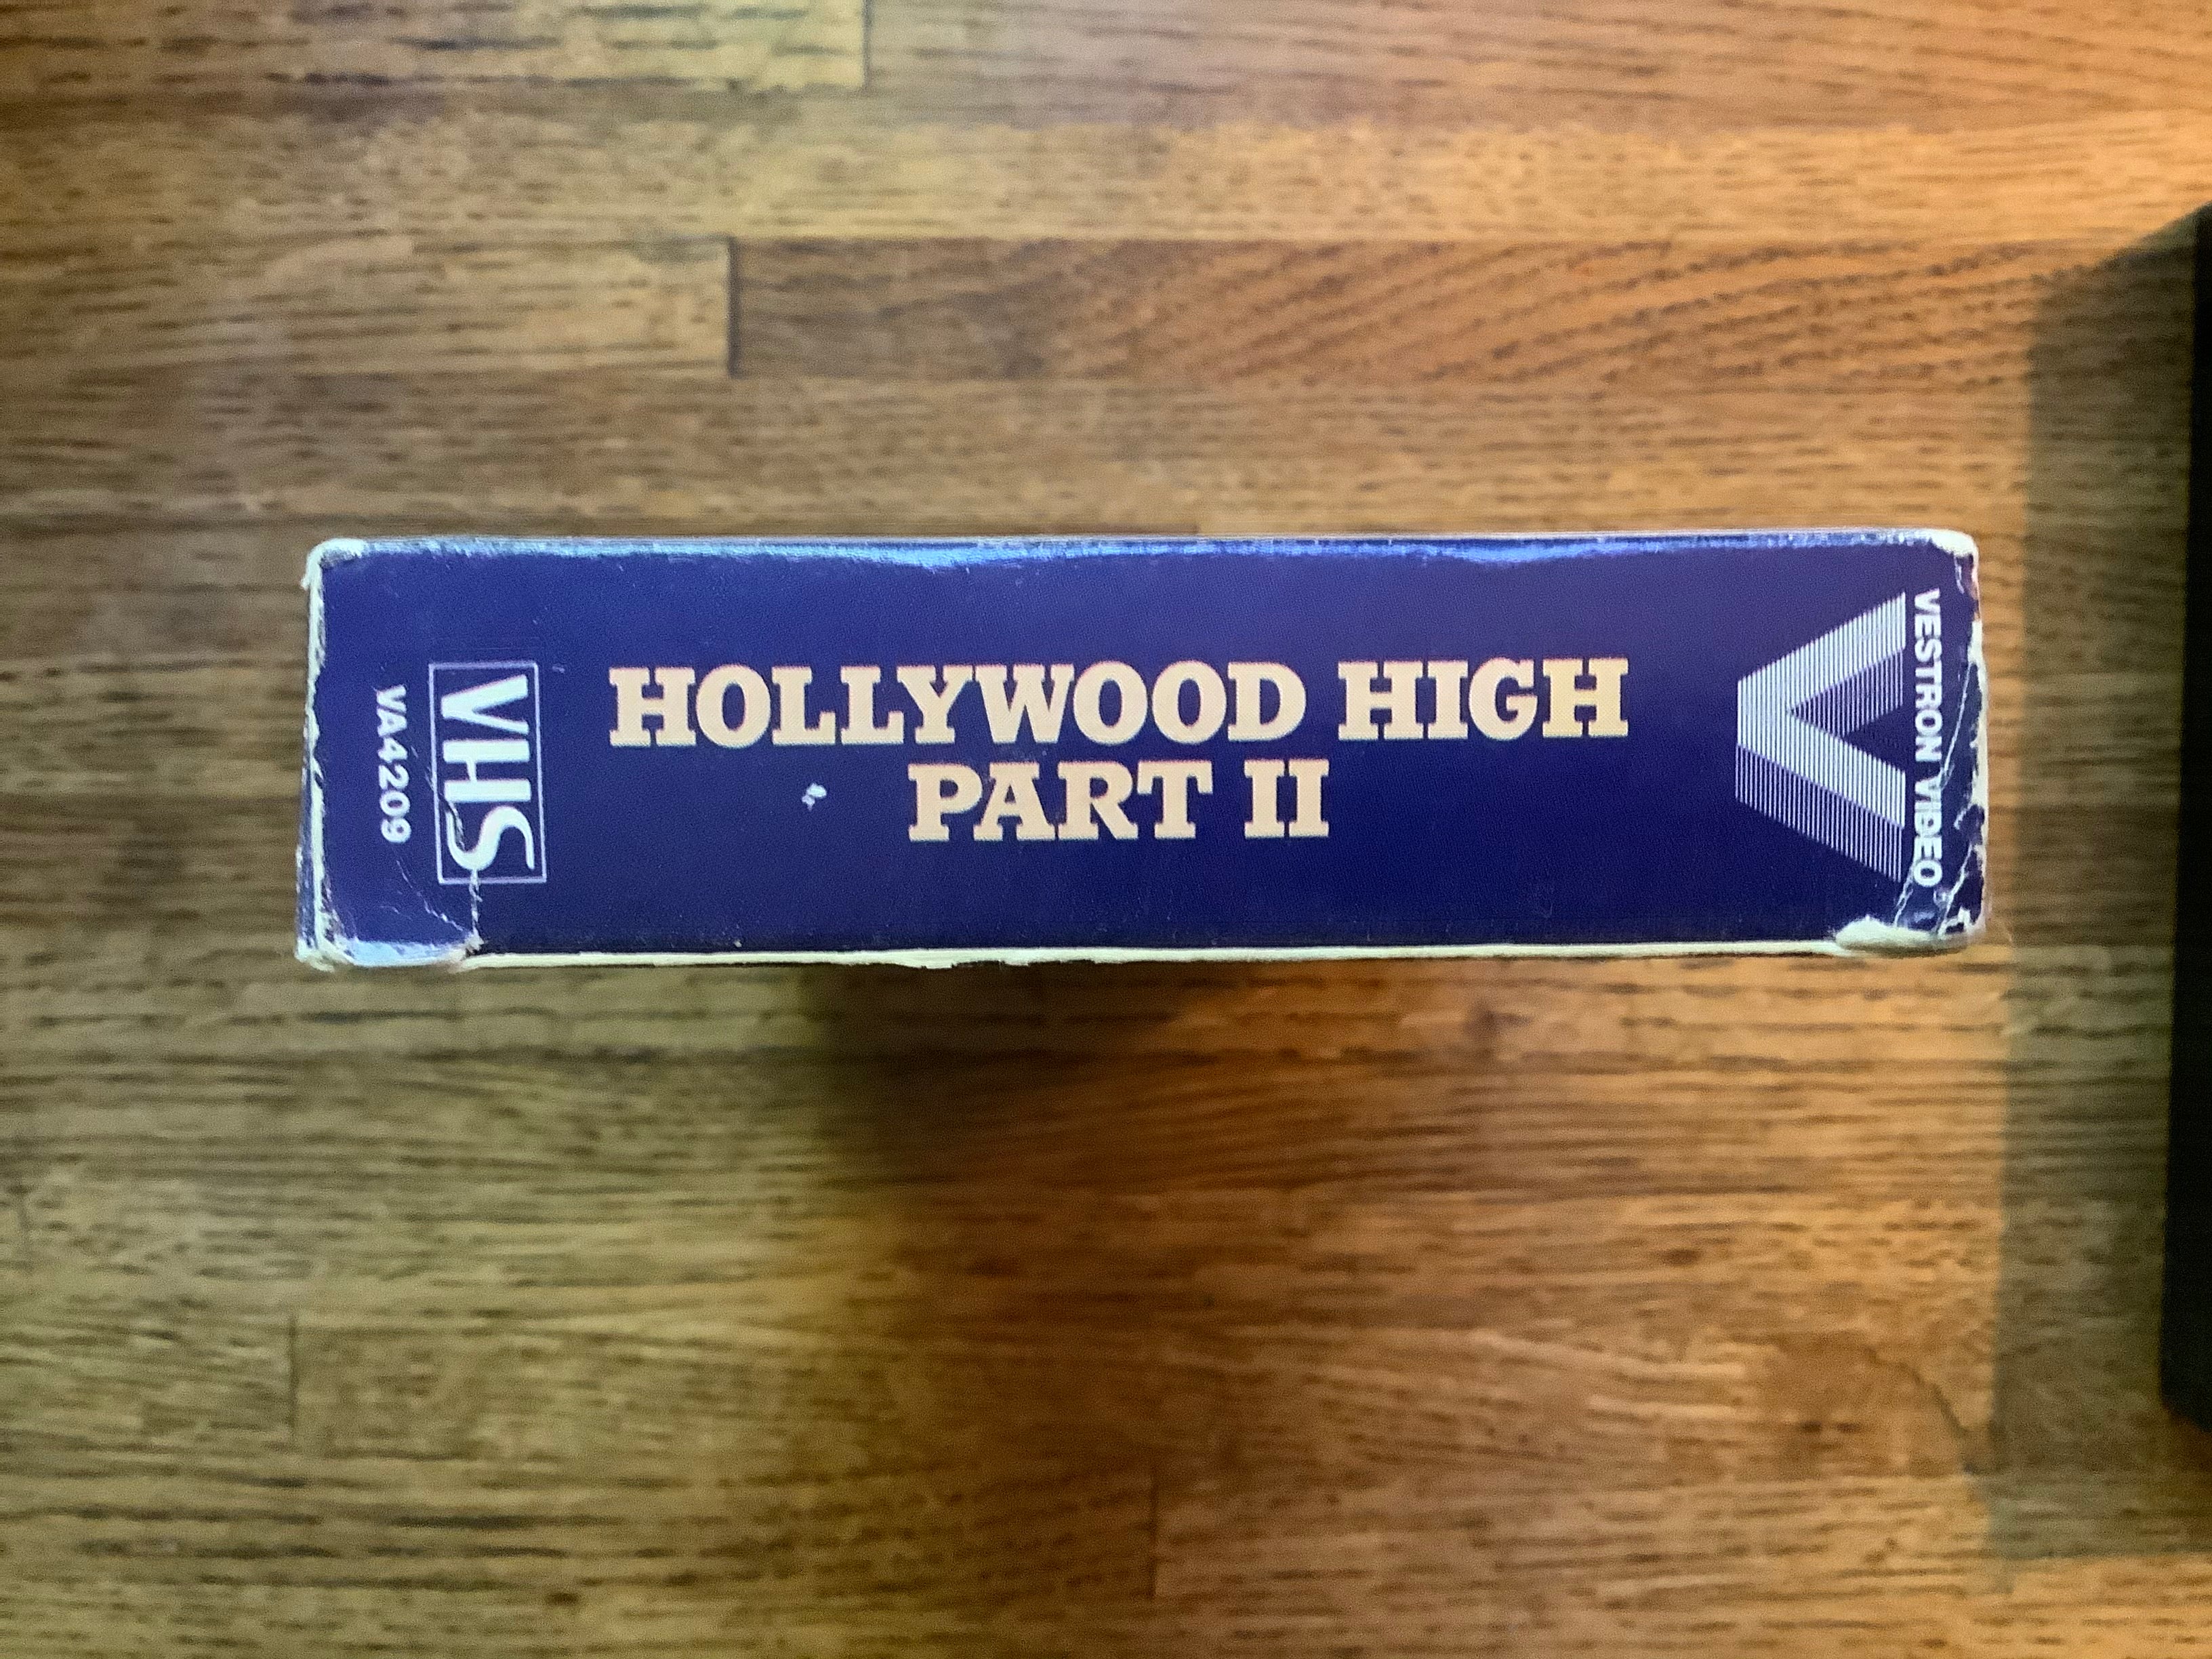 VESTRON VIDEO
HOLLYWOOD HIGH
PART II
VHS
VA4209